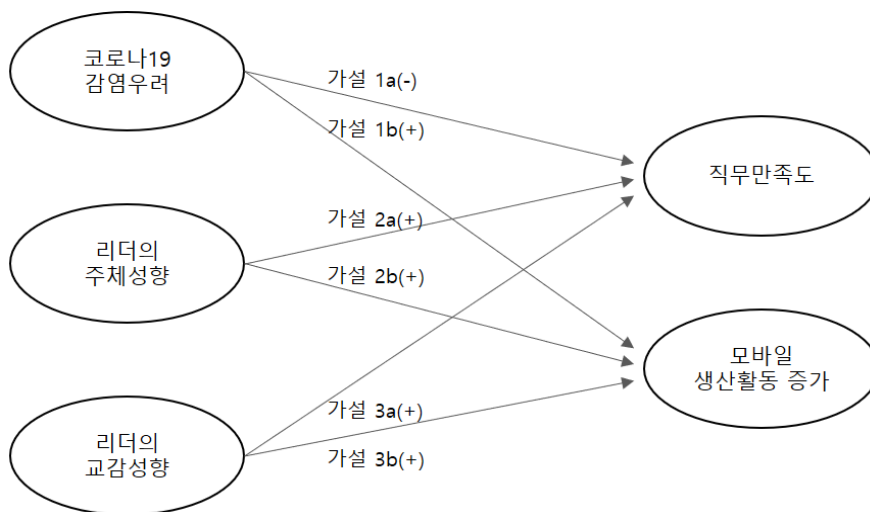 코로나19
감염우려
가설 1a(-)
가설 1b(+)
직무만족도
리더의
주체성향
가설 2a(+)
가설 2b(+)
모바일
생산활동 증가
리더의
교감성향
가설 3a(+)
가설 3b(+)